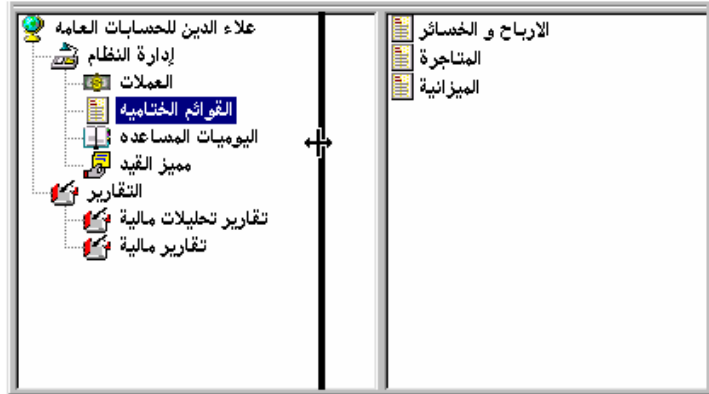 علاء الدين للحسابات العامه
إدارة النظام
العملات
القوائم الختاميه
اليوميات المساعده
مميز القيد
التقارير
تقارير تحليلات مالية
تقارير مالية
الارباح و الخسائر
المتاجرة
الميزانية